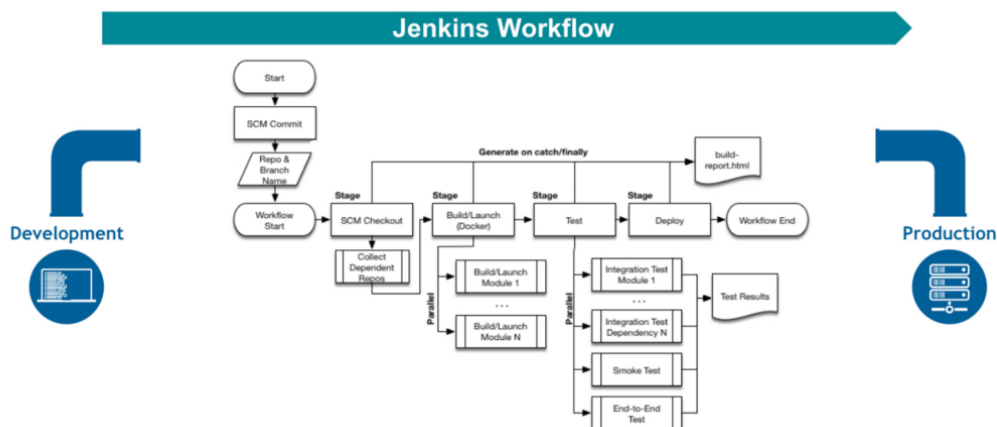 Jenkins Workflow
Start
SCM Commit
Repo &
Branch
Name
Generate on catch/finally
build-
report.html
Workflow
Start
Stage
SCM Checkout
Stage
Build/Launch
(Docker)
Stage
Test
Stage
Deploy
Workflow End
Development
Production
Collect
Dependent
Repos
Parallel
Build/Launch
Module 1
...
Build/Launch
Module N
Parallel
Integration Test
Module 1
...
Integration Test
Dependency N
Smoke Test
End-to-End
Test
Test Results